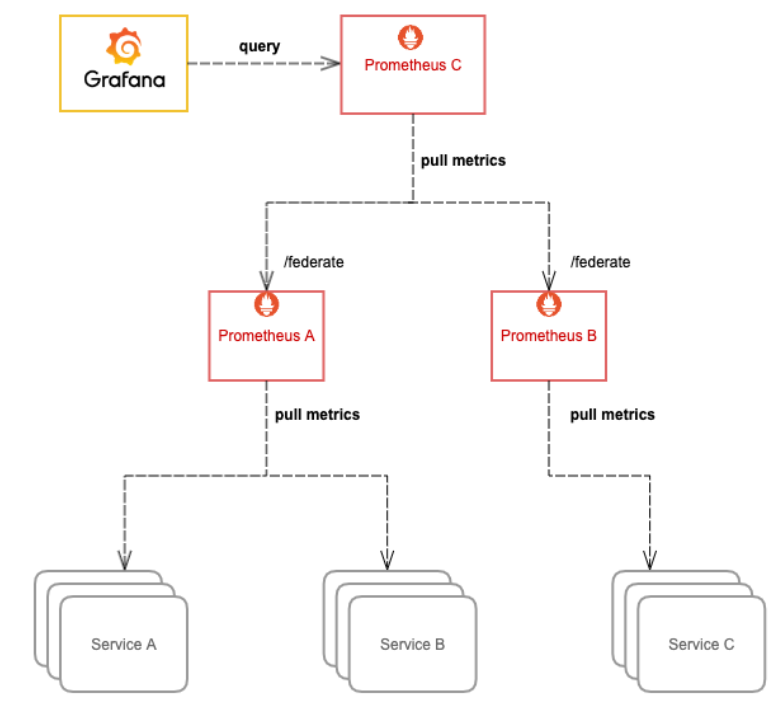 query
Grafana
Prometheus C
pull metrics
/federate
/federate
Prometheus A
Prometheus B
pull metrics
pull metrics
Service A
Service B
Service C